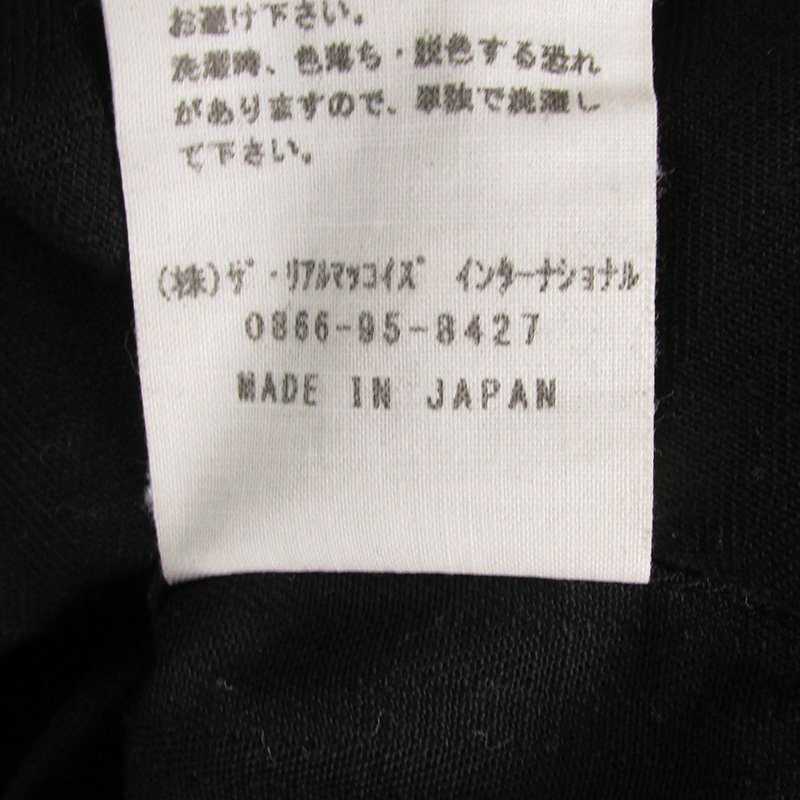 お避け下さい。
洗濯時、色落ち・脱色する恐れ
がありますので、単独で洗濯し
て下さい。
(株)ザ・リアルマッコイズ インターナショナル
0866-95-8427
MADE IN JAPAN